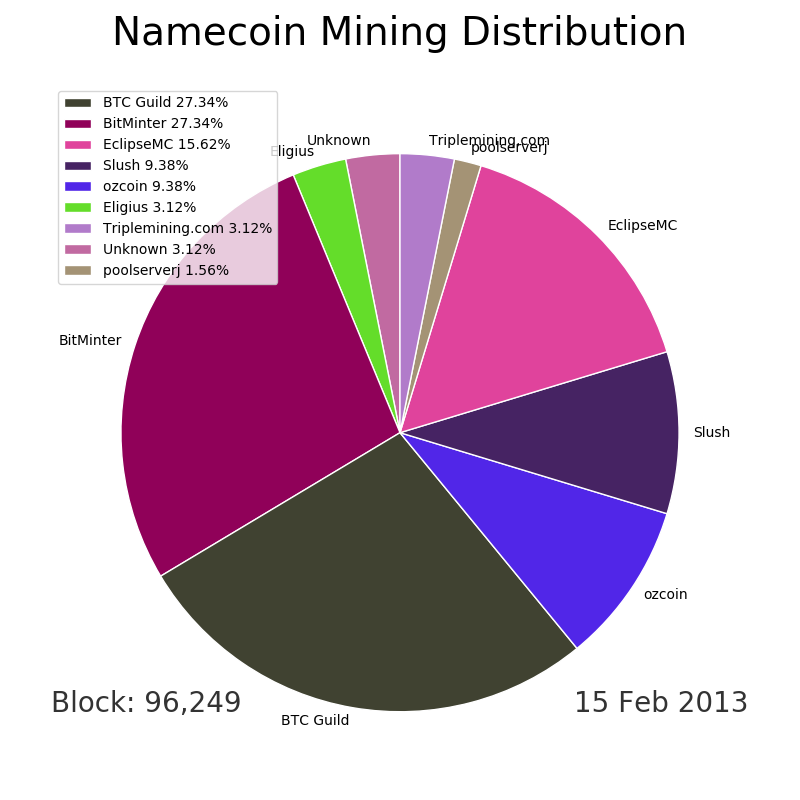 Namecoin Mining Distribution
BTC Guild 27.34%
BitMinter 27.34%
EclipseMC 15.62%
Slush 9.38%
ozcoin 9.38%
Eligius 3.12%
Triplemining.com 3.12%
Unknown 3.12%
poolserverj 1.56%
Unknown
Triplemining.com
Eligius
poolserverj
EclipseMC
BitMinter
Slush
ozcoin
Block: 96,249
15 Feb 2013
BTC Guild